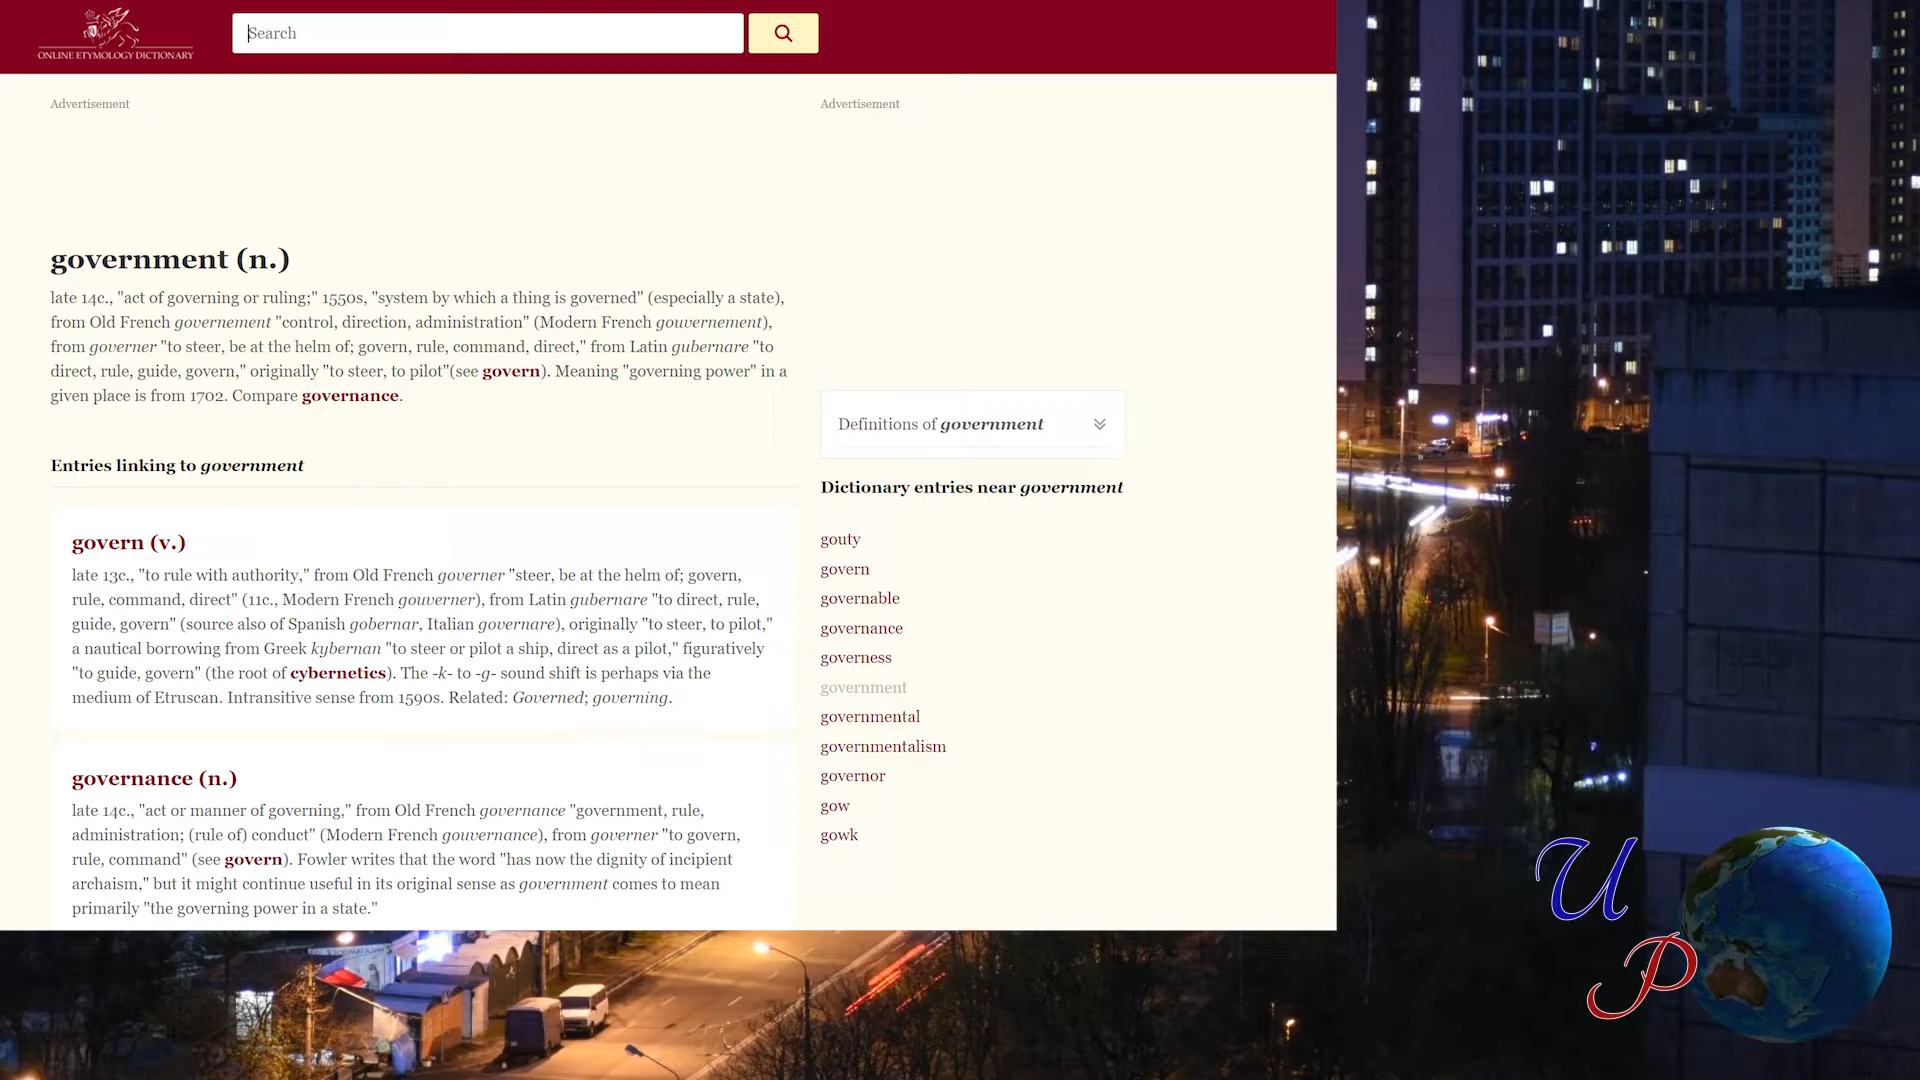 ONLINE ETYMOLOGY DICTIONARY
Search
Advertisement
Advertisement
government (n.)
late 14c., "act of governing or ruling;" 1550s, "system by which a thing is governed" (especially a state),
from Old French governement "control, direction, administration" (Modern French gouvernement),
from governer "to steer, be at the helm of; govern, rule, command, direct," from Latin gubernare "to
direct, rule, guide, govern," originally "to steer, to pilot"(see govern). Meaning "governing power" in a
given place is from 1702. Compare governance.
Entries linking to government
govern (v.)
late 13c., "to rule with authority," from Old French governer "steer, be at the helm of; govern,
rule, command, direct" (11c., Modern French gouverner), from Latin gubernare "to direct, rule,
guide, govern" (source also of Spanish gobernar, Italian governare), originally "to steer, to pilot,"
a nautical borrowing from Greek kybernan "to steer or pilot a ship, direct as a pilot," figuratively
"to guide, govern" (the root of cybernetics). The -k- to -g- sound shift is perhaps via the
medium of Etruscan. Intransitive sense from 1590s. Related: Governed; governing.
governance (n.)
late 14c., "act or manner of governing," from Old French governance "government, rule,
administration; (rule of) conduct" (Modern French gouvernance), from governer "to govern,
rule, command" (see govern). Fowler writes that the word "has now the dignity of incipient
archaism," but it might continue useful in its original sense as government comes to mean
primarily "the governing power in a state."
Definitions of government
Dictionary entries near government
gouty
govern
governable
governance
governess
government
governmental
governmentalism
governor
gow
gowk
U
P